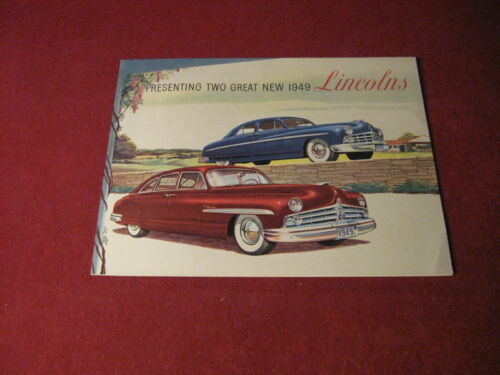 PRESENTING TWO GREAT NEW 1949 Lincolns
1949